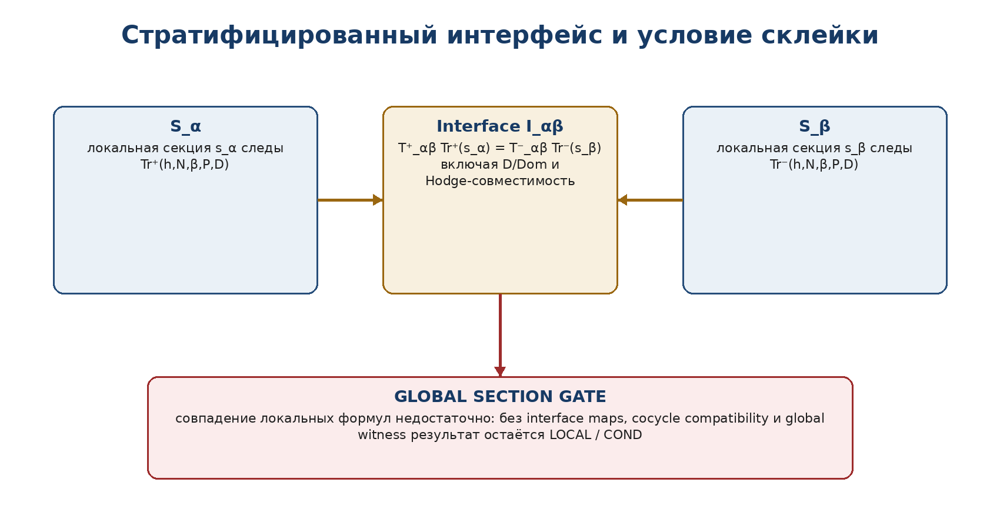 Стратифицированный интерфейс и условие склейки
S_α
локальная секция s_α следы
Tr⁺(h,N,β,P,D)
Interface I_αβ
T⁺_αβ Tr⁺(s_α) = T⁻_αβ Tr⁻(s_β)
включая D/Dom и
Hodge-совместимость
S_β
локальная секция s_β следы
Tr⁻(h,N,β,P,D)
GLOBAL SECTION GATE
совпадение локальных формул недостаточно: без interface maps, cocycle compatibility и global
witness результат остаётся LOCAL / COND